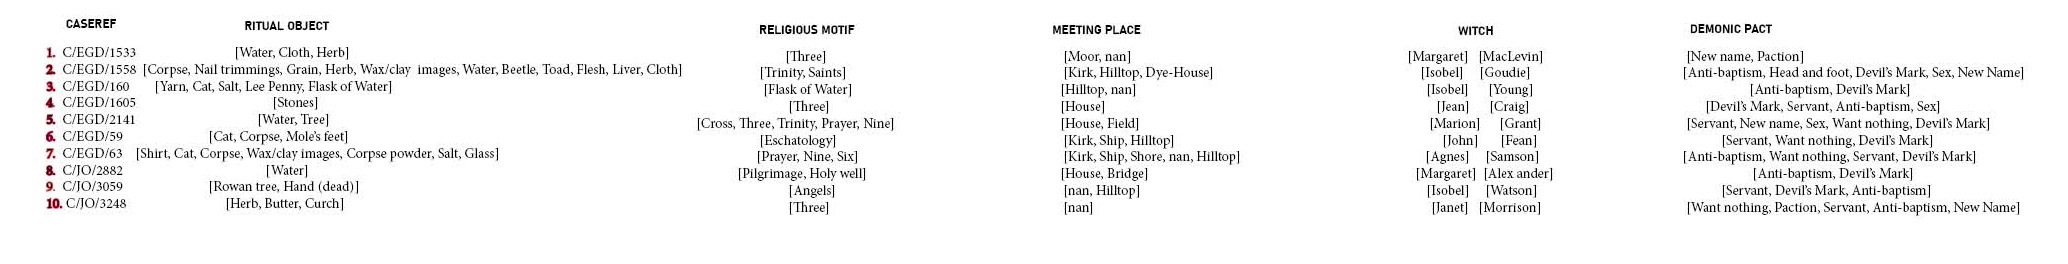 CASEREF RITUAL OBJECT RELIGIOUS MOTIF MEETING PLACE WITCH DEMONIC PACT
1. C/EGD/1533 [Water, Cloth, Herb] [Three] [Moor, nan] [Margaret] [MacLevin] [New name, Paction]
2. C/EGD/1558 [Corpse, Nail trimmings, Grain, Herb, Wax/clay images, Water, Beetle, Toad, Flesh, Liver, Cloth] [Trinity, Saints] [Kirk, Hilltop, Dye-House] [Isobel] [Goudie] [Anti-baptism, Head and foot, Devil's Mark, Sex, New Name]
3. C/EGD/160 [Yarn, Cat, Salt, Lee Penny, Flask of Water] [Flask of Water] [Hilltop, nan] [Isobel] [Young] [Anti-baptism, Devil's Mark]
4. C/EGD/1605 [Stones] [Three] [House] [Jean] [Craig] [Devil's Mark, Servant, Anti-baptism, Sex]
5. C/EGD/2141 [Water, Tree] [Cross, Three, Trinity, Prayer, Nine] [House, Field] [Marion] [Grant] [Servant, New name, Sex, Want nothing, Devil's Mark]
6. C/EGD/59 [Cat, Corpse, Mole's feet] [Eschatology] [Kirk, Ship, Hilltop] [John] [Fean] [Servant, Want nothing, Devil's Mark]
7. C/EGD/63 [Shirt, Cat, Corpse, Wax/clay images, Corpse powder, Salt, Glass] [Prayer, Nine, Six] [Kirk, Ship, Shore, nan, Hilltop] [Agnes] [Samson] [Anti-baptism, Want nothing, Servant, Devil's Mark]
8. C/JO/2882 [Water] [Pilgrimage, Holy well] [House, Bridge] [Margaret] [Alex ander] [Anti-baptism, Devil's Mark]
9. C/JO/3059 [Rowan tree, Hand (dead)] [Angels] [nan, Hilltop] [Isobel] [Watson] [Servant, Devil's Mark, Anti-baptism]
10. C/JO/3248 [Herb, Butter, Curch] [Three] [nan] [Janet] [Morrison] [Want nothing, Paction, Servant, Anti-baptism, New Name]